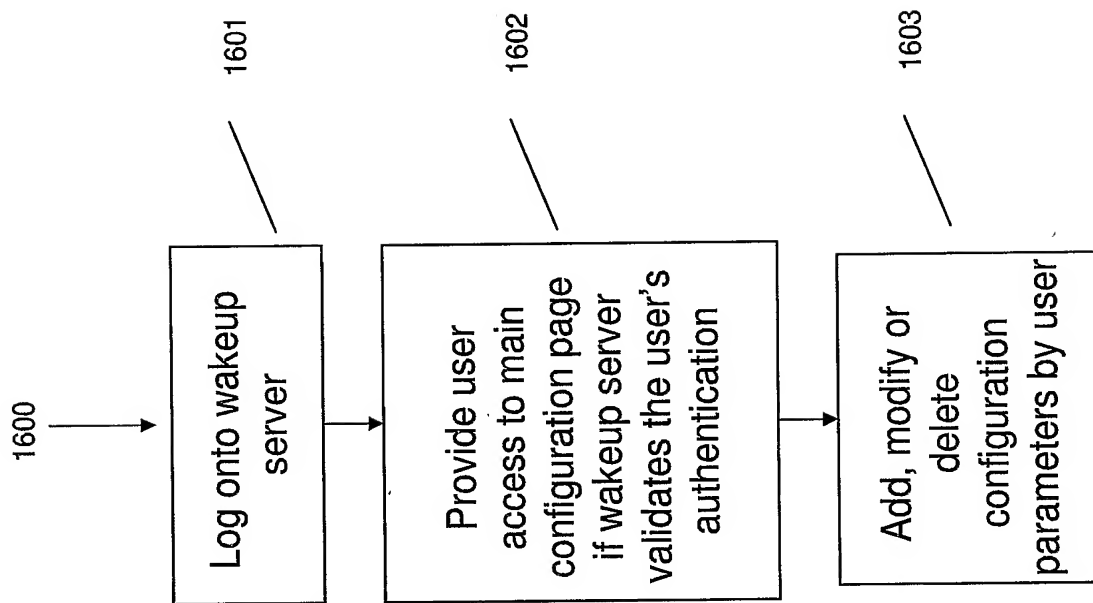 1600
Log onto wakeup
server
1601
Provide user
access to main
configuration page
if wakeup server
validates the user's
authentication
1602
Add, modify or
delete
configuration
parameters by user
1603